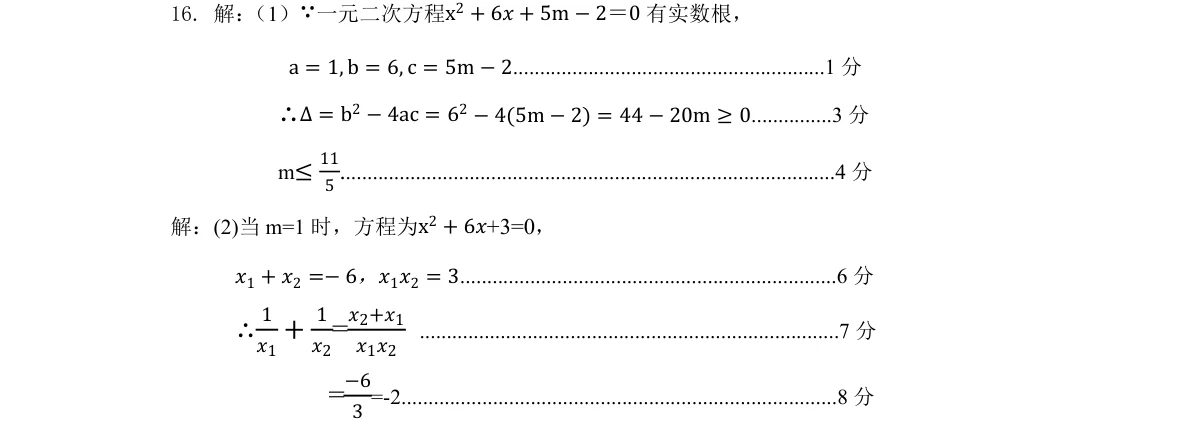 16. 解：（1）∵一元二次方程x² + 6x + 5m − 2＝0 有实数根，
a = 1, b = 6, c = 5m − 2..........................................................1 分
∴Δ = b² − 4ac = 6² − 4(5m − 2) = 44 − 20m ≥ 0...............3 分
m≤ 11/5............................................................................................4 分
解：(2)当 m=1 时，方程为x² + 6x+3=0，
x₁ + x₂ =− 6，x₁x₂ = 3......................................................................6 分
∴1/x₁ + 1/x₂=(x₂+x₁)/(x₁x₂) ..............................................................................7 分
=−6/3=-2.................................................................................8 分